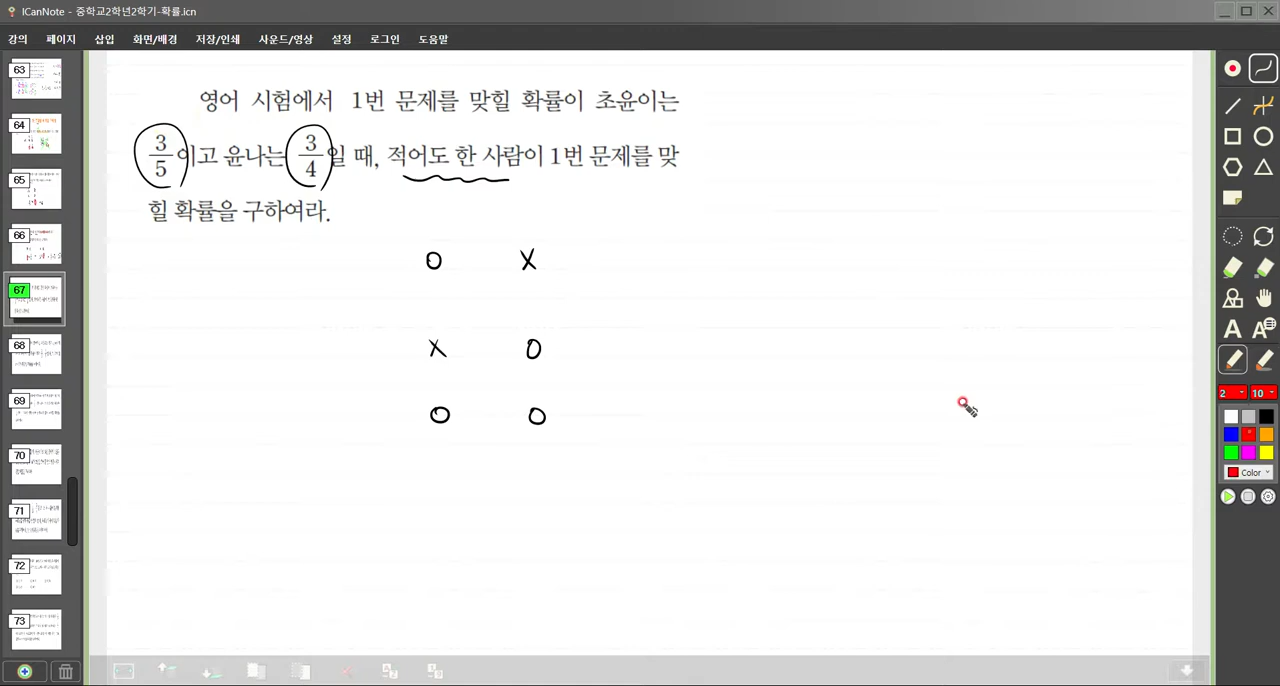 ICanNote - 중학교2학년2학기-확률.icn
강의 페이지 삽입 화면/배경 저장/인쇄 사운드/영상 설정 로그인 도움말
63
64
65
66
67
68
69
70
71
72
73
영어 시험에서 1번 문제를 맞힐 확률이 초윤이는
3/5이고 윤나는 3/4일 때, 적어도 한 사람이 1번 문제를 맞
힐 확률을 구하여라.
O X
X O
O O
A A
2 10
Color